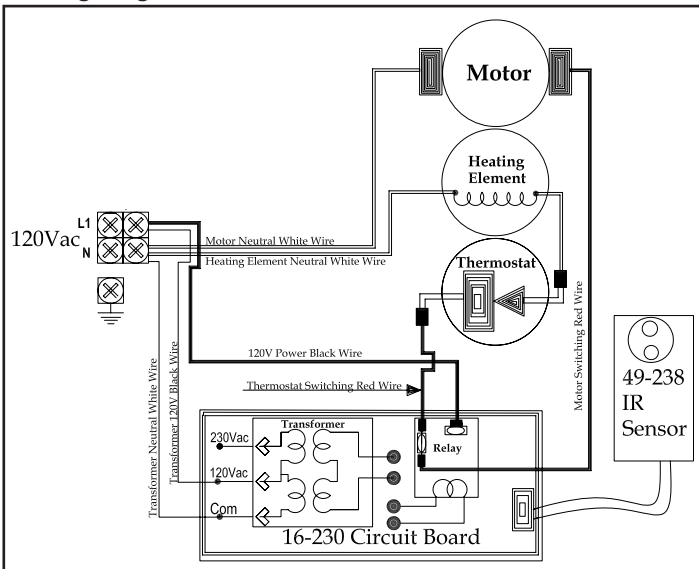 Motor
Heating
Element
L1
120Vac
N
Motor Neutral White Wire
Heating Element Neutral White Wire
Thermostat
Motor Switching Red Wire
120V Power Black Wire
Thermostat Switching Red Wire
Transformer Neutral White Wire
Transformer 120V Black Wire
49-238
IR
Sensor
Transformer
230Vac
120Vac
Com
Relay
16-230 Circuit Board